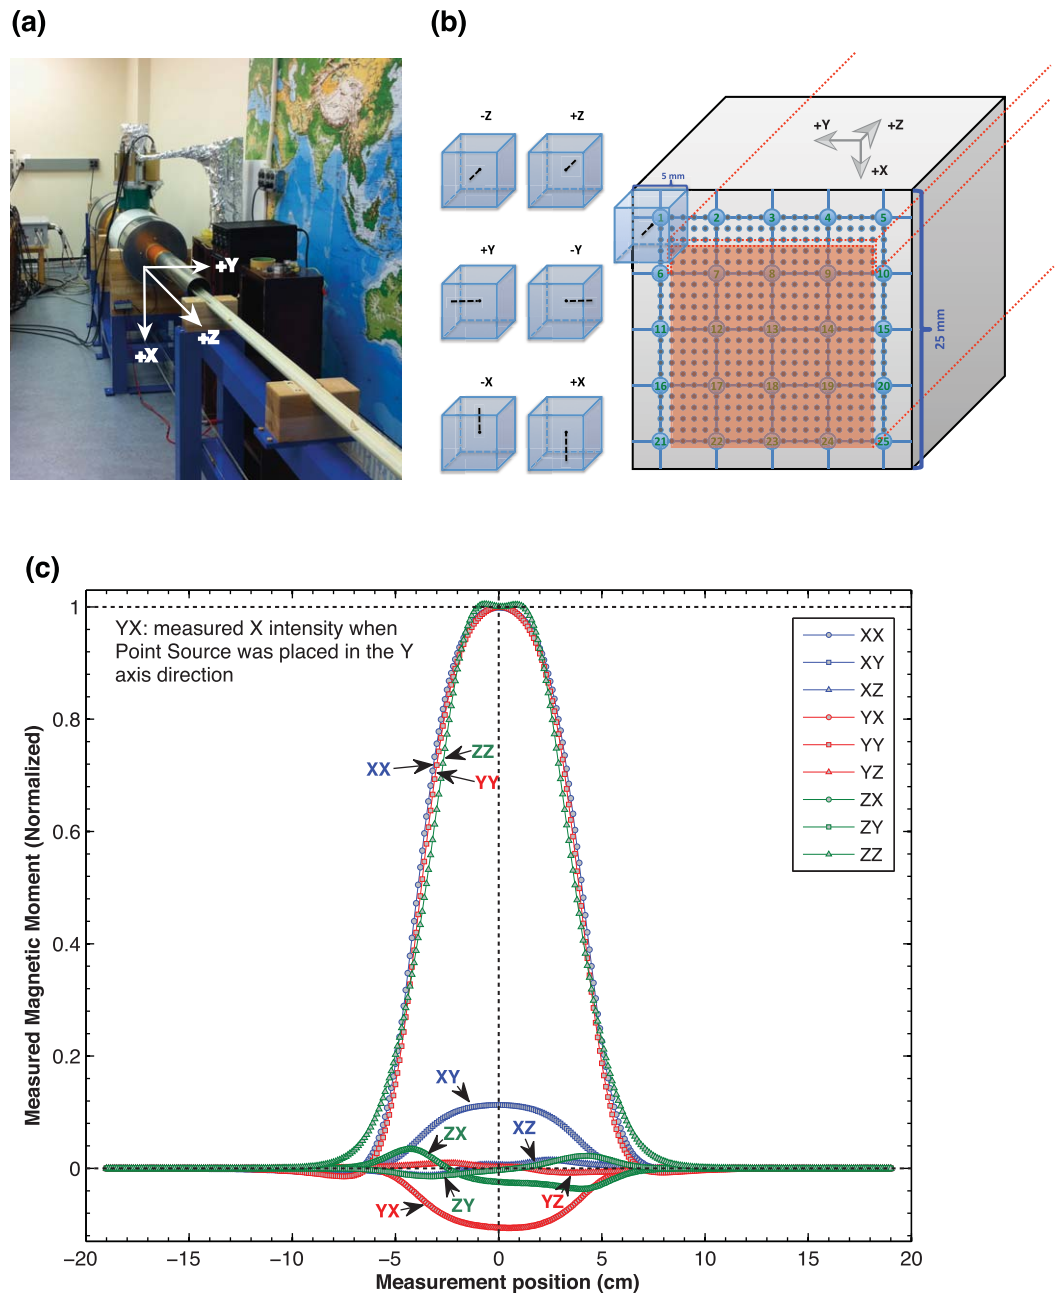 (a)
(b)
+Y
+X
+Z
-Z
+Z
+Y
-Y
-X
+X
+Y
+Z
+X
5 mm
1 2 3 4 5
6 7 8 9 10
11 12 13 14 15
16 17 18 19 20
21 22 23 24 25
25 mm
(c)
YX: measured X intensity when
Point Source was placed in the Y
axis direction
XX
XY
XZ
YX
YY
YZ
ZX
ZY
ZZ
XX
ZZ
YY
XY
ZX
XZ
YX
ZY
YZ
1
0.8
0.6
0.4
0.2
0
−20 −15 −10 −5 0 5 10 15 20
Measured Magnetic Moment (Normalized)
Measurement position (cm)